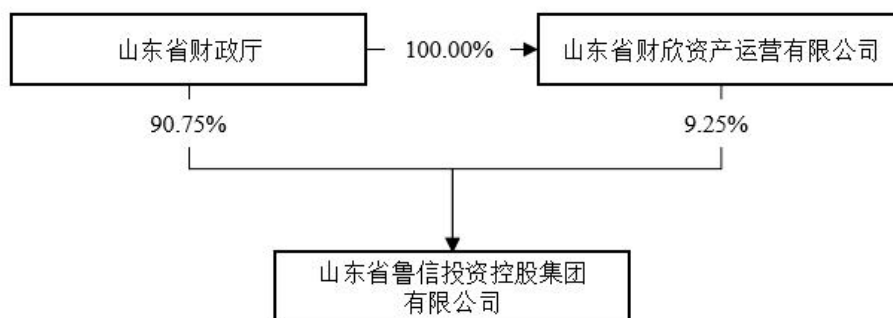 山东省财政厅
100.00%
山东省财欣资产运营有限公司
90.75%
9.25%
山东省鲁信投资控股集团
有限公司